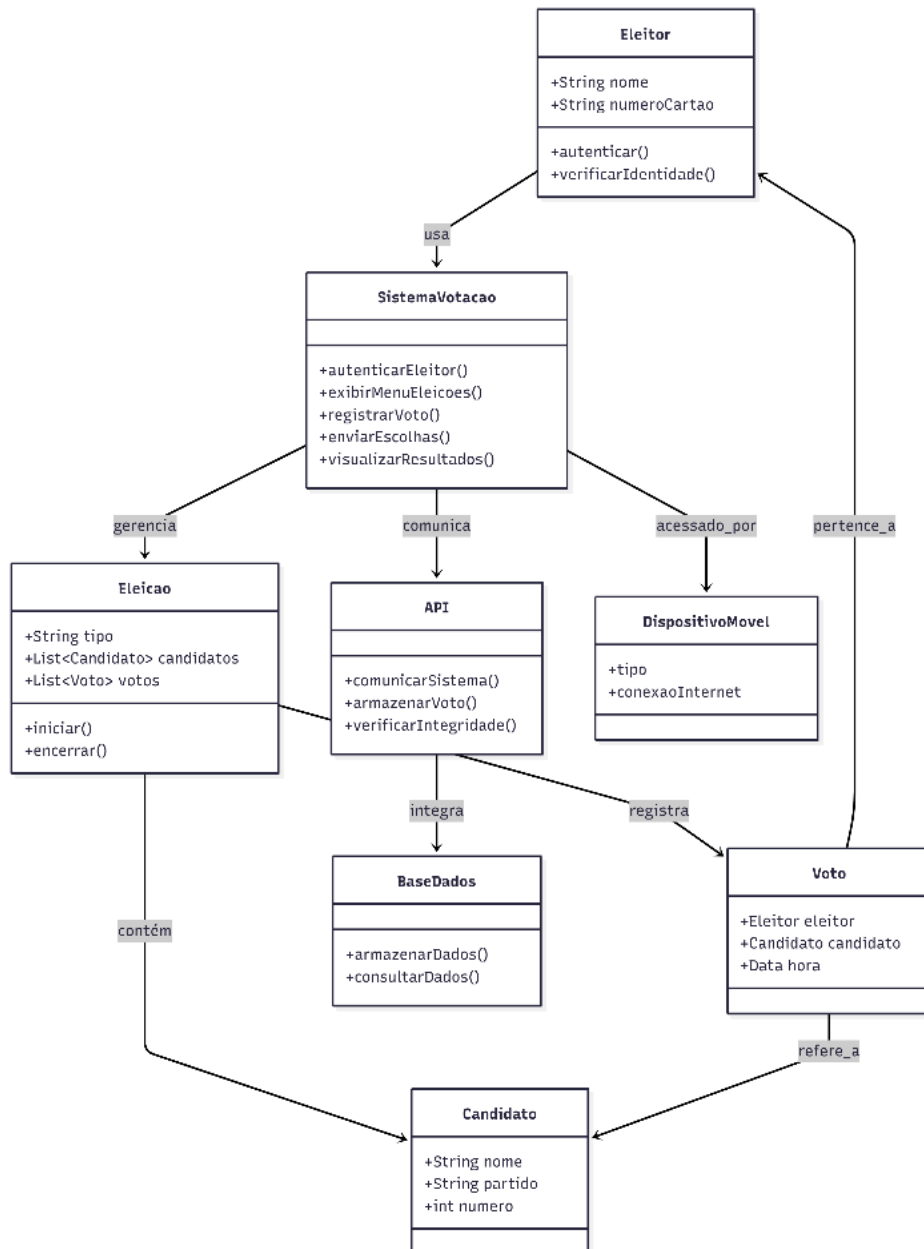 Eleitor
+String nome
+String numeroCartao
+autenticar()
+verificarIdentidade()
usa
SistemaVotacao
+autenticarEleitor()
+exibirMenuEleicoes()
+registrarVoto()
+enviarEscolhas()
+visualizarResultados()
gerencia
comunica
acessado_por
pertence_a
Eleicao
+String tipo
+List<Candidato> candidatos
+List<Voto> votos
+iniciar()
+encerrar()
API
+comunicarSistema()
+armazenarVoto()
+verificarIntegridade()
DispositivoMovel
+tipo
+conexaoInternet
integra
registra
BaseDados
+armazenarDados()
+consultarDados()
Voto
+Eleitor eleitor
+Candidato candidato
+Data hora
contém
refere_a
Candidato
+String nome
+String partido
+int numero